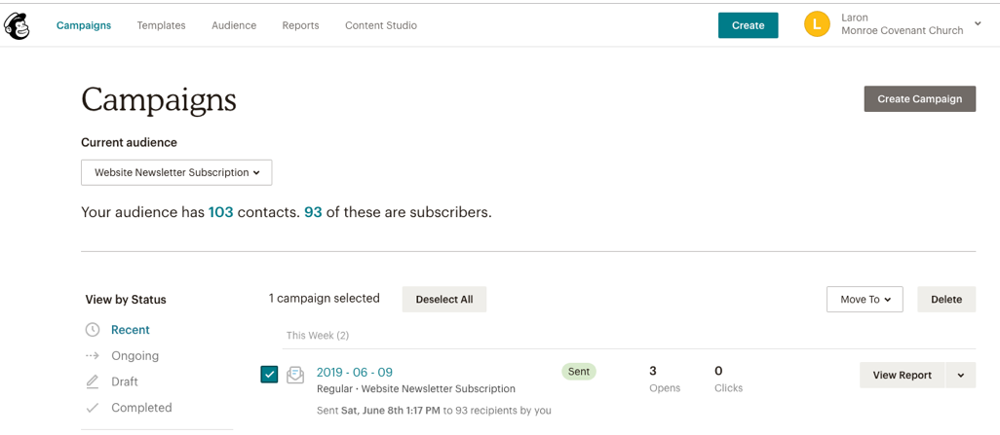 Campaigns Templates Audience Reports Content Studio Create L Laron
Monroe Covenant Church
Campaigns
Create Campaign
Current audience
Website Newsletter Subscription
Your audience has 103 contacts. 93 of these are subscribers.
View by Status
1 campaign selected Deselect All Move To Delete
This Week (2)
Recent
Ongoing
Draft
Completed
2019 - 06 - 09 Sent 3 0 View Report
Regular · Website Newsletter Subscription Opens Clicks
Sent Sat, June 8th 1:17 PM to 93 recipients by you